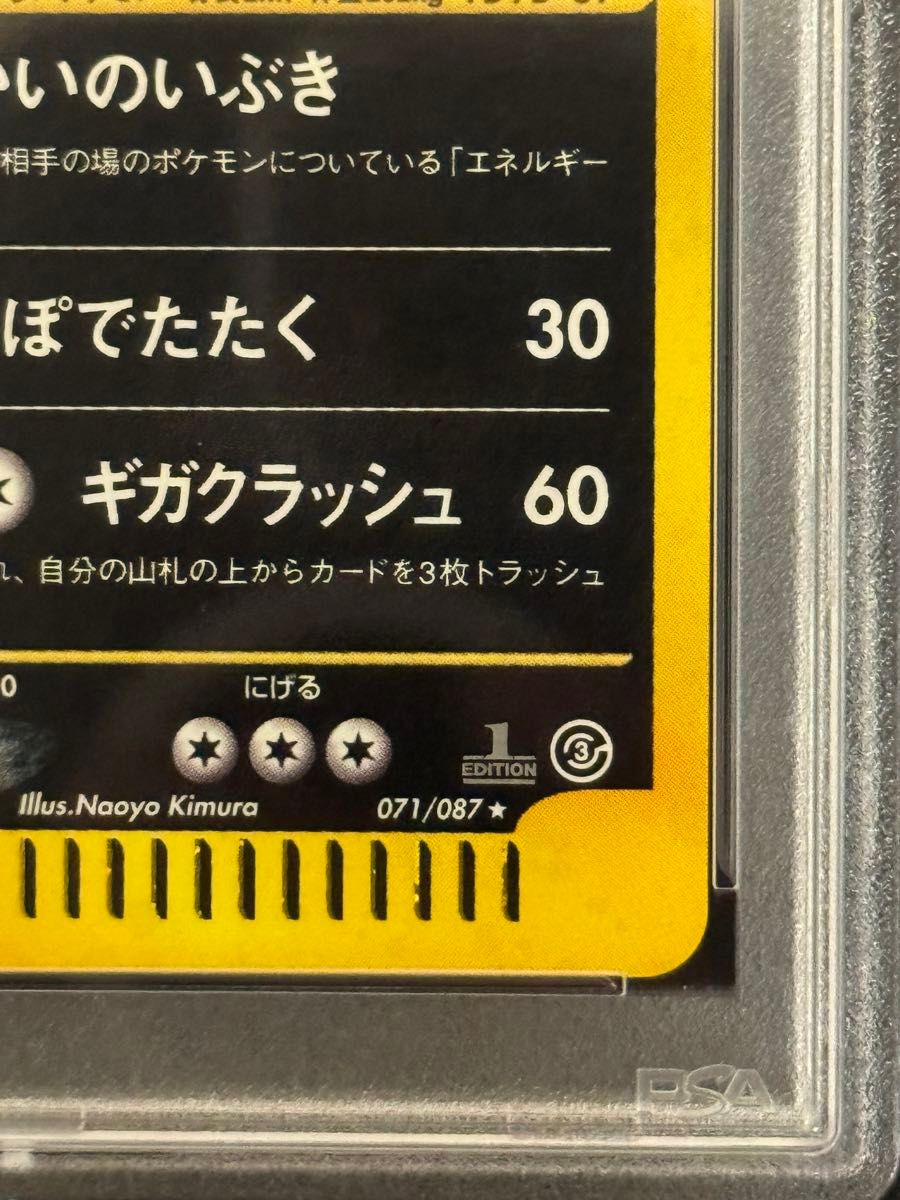 いのいぶき
相手の場のポケモンについている「エネルギー
ぽでたたく 30
ギガクラッシュ 60
、自分の山札の上からカードを3枚トラッシュ
0 にげる
1 EDITION 3
Illus.Naoyo Kimura 071/087★
PSA